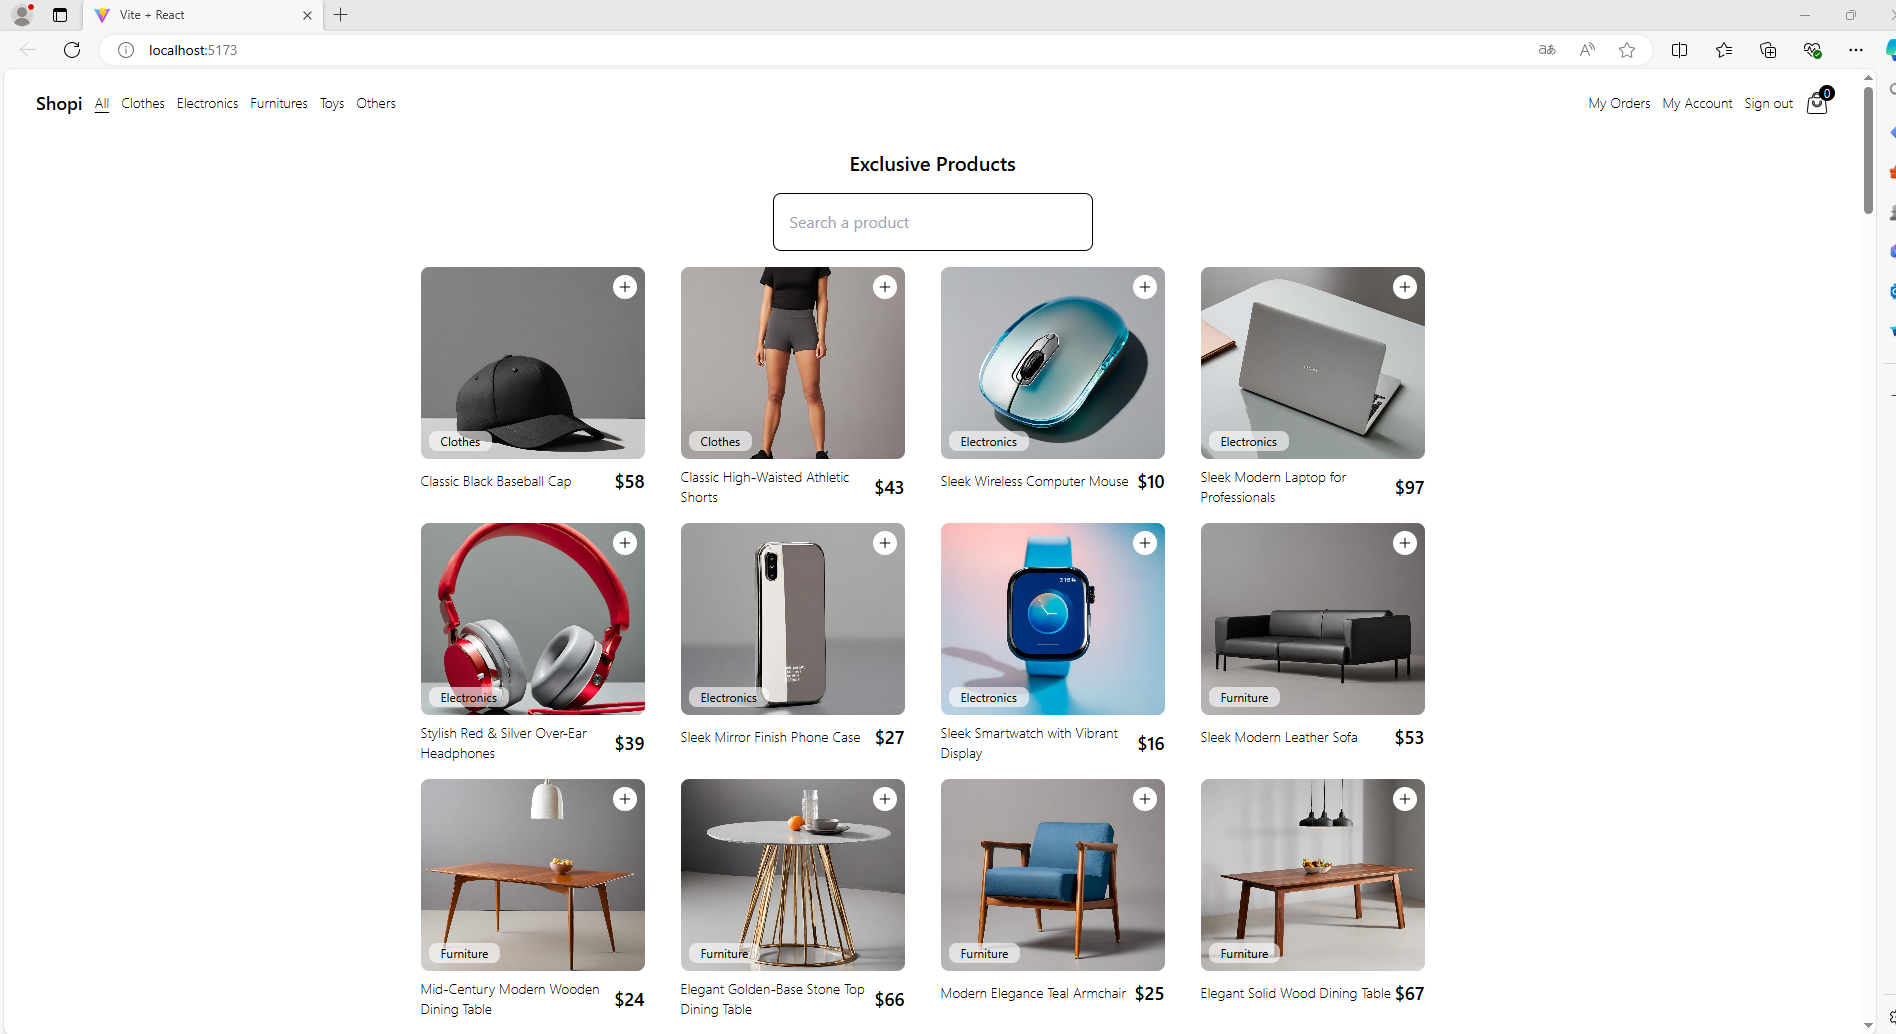 Vite + React
localhost:5173
Shopi All Clothes Electronics Furnitures Toys Others
My Orders My Account Sign out 0
Exclusive Products
Search a product
Clothes
Clothes
Electronics
Electronics
Classic Black Baseball Cap $58
Classic High-Waisted Athletic
Shorts
$43
Sleek Wireless Computer Mouse $10
Sleek Modern Laptop for
Professionals
$97
Electronics
Electronics
Electronics
Furniture
Stylish Red & Silver Over-Ear
Headphones
$39
Sleek Mirror Finish Phone Case $27
Sleek Smartwatch with Vibrant
Display
$16
Sleek Modern Leather Sofa $53
Furniture
Furniture
Furniture
Furniture
Mid-Century Modern Wooden
Dining Table
$24
Elegant Golden-Base Stone Top
Dining Table
$66
Modern Elegance Teal Armchair $25
Elegant Solid Wood Dining Table $67